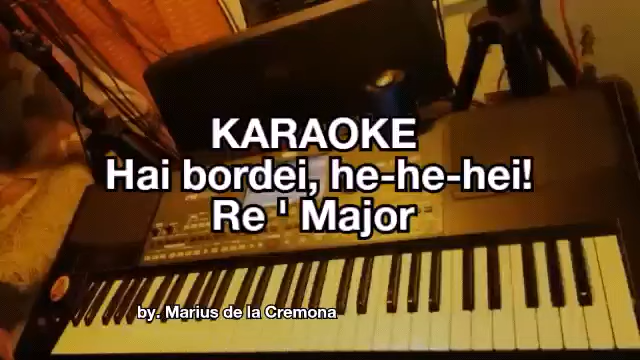 KARAOKE
Hai bordei, he-he-hei!
Re ' Major
by. Marius de la Cremona